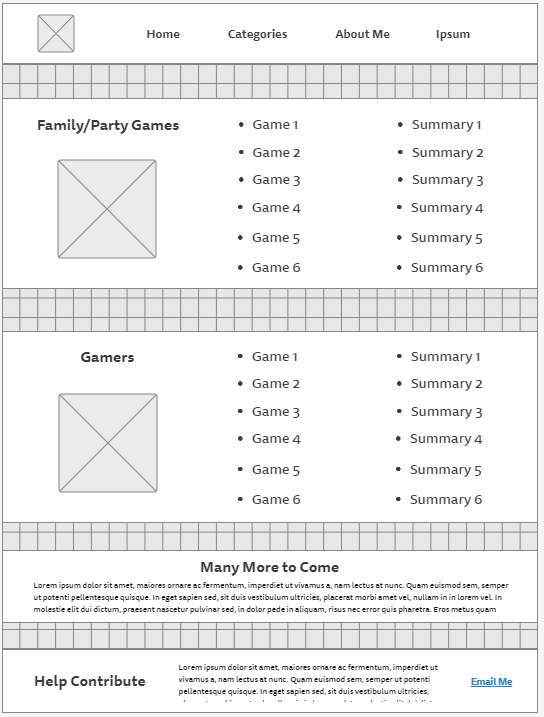 Home Categories About Me Ipsum
Family/Party Games
• Game 1 • Summary 1
• Game 2 • Summary 2
• Game 3 • Summary 3
• Game 4 • Summary 4
• Game 5 • Summary 5
• Game 6 • Summary 6
Gamers
• Game 1 • Summary 1
• Game 2 • Summary 2
• Game 3 • Summary 3
• Game 4 • Summary 4
• Game 5 • Summary 5
• Game 6 • Summary 6
Many More to Come
Lorem ipsum dolor sit amet, maiores ornare ac fermentum, imperdiet ut vivamus a, nam lectus at nunc. Quam euismod sem, semper
ut potenti pellentesque quisque. In eget sapien sed, sit duis vestibulum ultricies, placerat morbi amet vel, nullam in in lorem vel. In
molestie elit dui dictum, praesent nascetur pulvinar sed, in dolor pede in aliquam, risus nec error quis pharetra. Eros metus quam
Help Contribute
Lorem ipsum dolor sit amet, maiores ornare ac fermentum, imperdiet ut
vivamus a, nam lectus at nunc. Quam euismod sem, semper ut potenti
pellentesque quisque. In eget sapien sed, sit duis vestibulum ultricies,
Email Me